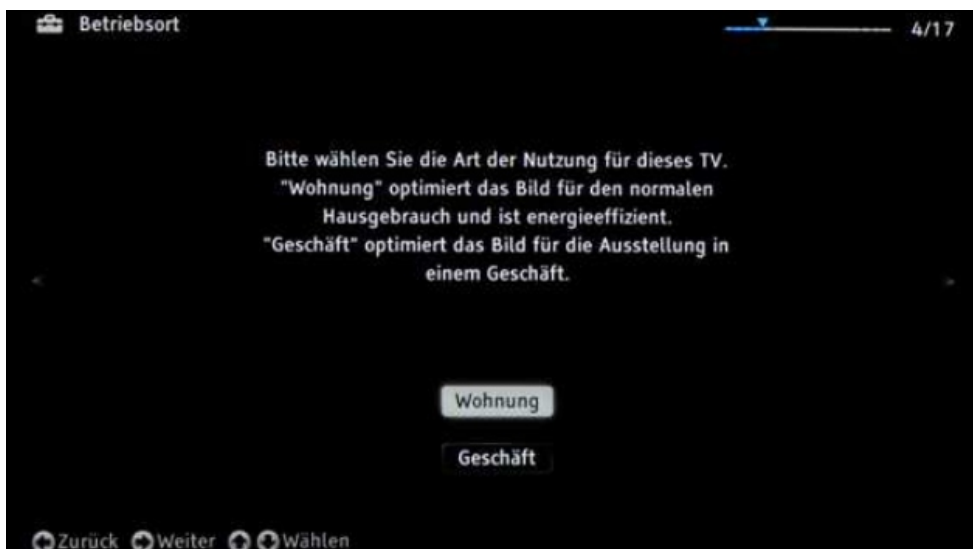 Betriebsort
4/17
Bitte wählen Sie die Art der Nutzung für dieses TV.
"Wohnung" optimiert das Bild für den normalen
Hausgebrauch und ist energieeffizient.
"Geschäft" optimiert das Bild für die Ausstellung in
einem Geschäft.
Wohnung
Geschäft
Zurück Weiter Wählen